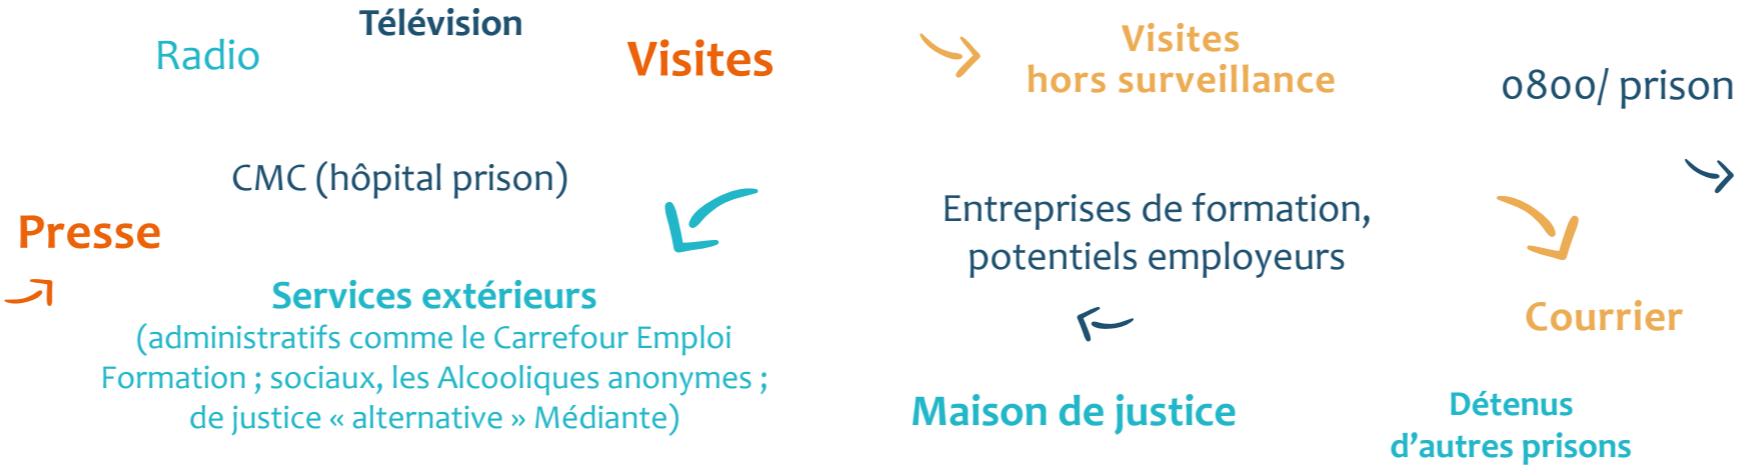 Télévision
Radio
Visites
Visites
hors surveillance
0800/ prison
CMC (hôpital prison)
Presse
Entreprises de formation,
potentiels employeurs
Services extérieurs
(administratifs comme le Carrefour Emploi
Formation ; sociaux, les Alcooliques anonymes ;
de justice « alternative » Médiante)
Courrier
Maison de justice
Détenus
d’autres prisons